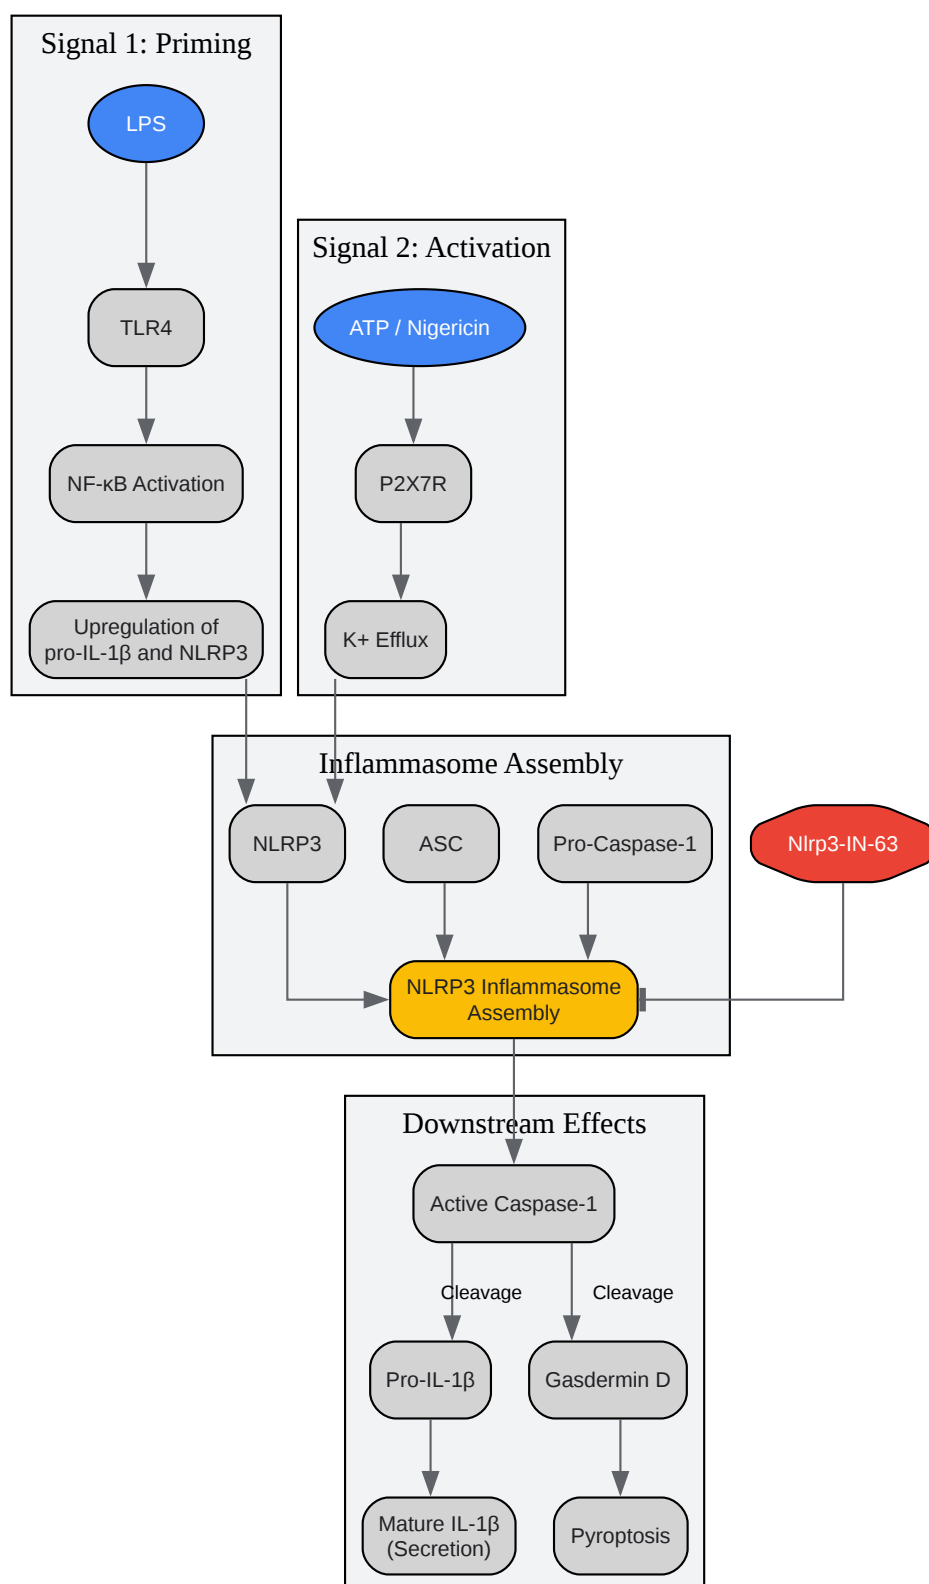 Signal 1: Priming
LPS
TLR4
NF-κB Activation
Upregulation of
pro-IL-1β and NLRP3
Signal 2: Activation
ATP / Nigericin
P2X7R
K+ Efflux
Inflammasome Assembly
NLRP3
ASC
Pro-Caspase-1
Nlrp3-IN-63
NLRP3 Inflammasome
Assembly
Downstream Effects
Active Caspase-1
Cleavage
Cleavage
Pro-IL-1β
Gasdermin D
Mature IL-1β
(Secretion)
Pyroptosis